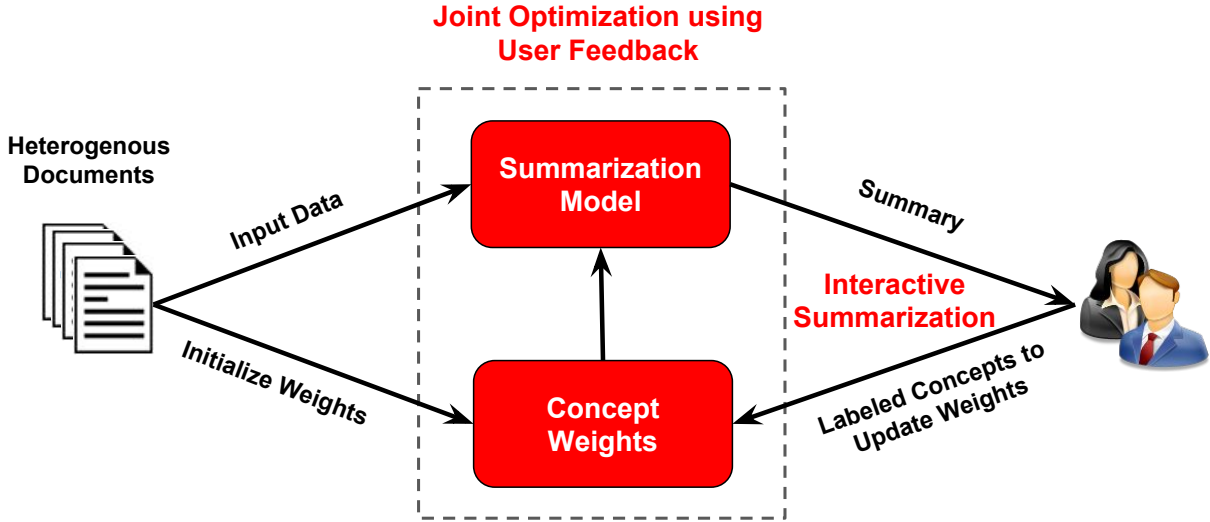 Joint Optimization using
User Feedback
Heterogenous
Documents
Summarization
Model
Input Data
Summary
Interactive
Summarization
Initialize Weights
Concept
Weights
Labeled Concepts to
Update Weights